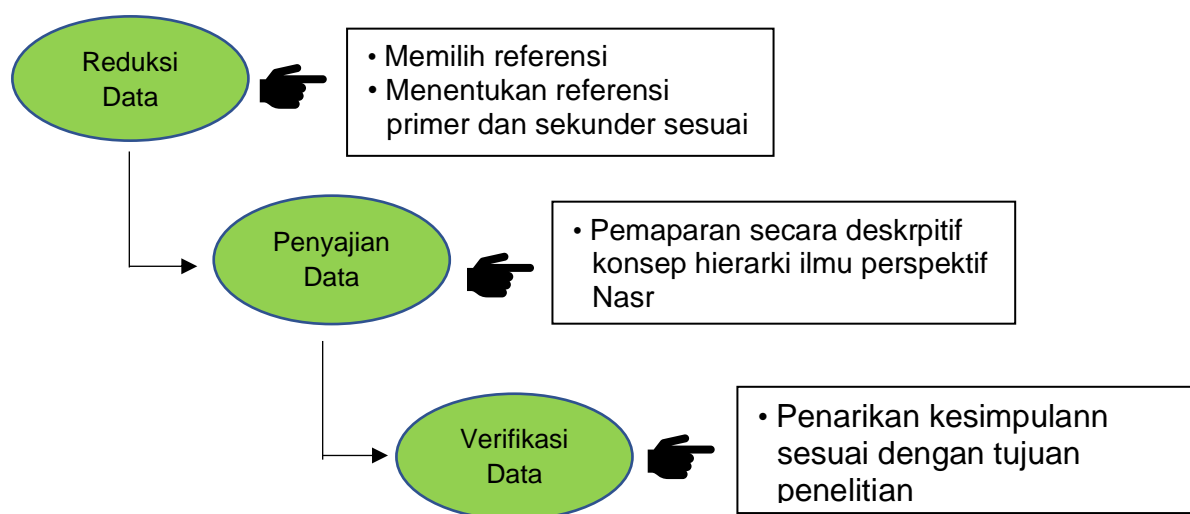 Reduksi
Data
• Memilih referensi
• Menentukan referensi
primer dan sekunder sesuai
Penyajian
Data
• Pemaparan secara deskrpitif
konsep hierarki ilmu perspektif
Nasr
Verifikasi
Data
• Penarikan kesimpulann
sesuai dengan tujuan
penelitian